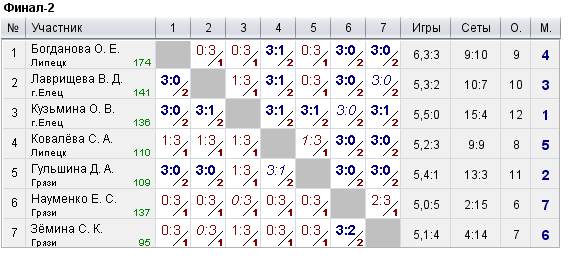 Финал-2
№ Участник 1 2 3 4 5 6 7 Игры Сеты О. М.
1 Богданова О. Е. Липецк 174 0:3/1 0:3/1 3:1/2 0:3/1 3:0/2 3:0/2 6,3:3 9:10 9 4
2 Лаврищева В. Д. г.Елец 141 3:0/2 1:3/1 3:1/2 0:3/1 3:0/2 3:0/2 5,3:2 10:7 10 3
3 Кузьмина О. В. г.Елец 136 3:0/2 3:1/2 3:1/2 3:1/2 3:0/2 3:1/2 5,5:0 15:4 12 1
4 Ковалёва С. А. Липецк 110 1:3/1 1:3/1 1:3/1 1:3/1 3:0/2 3:0/2 5,2:3 9:9 8 5
5 Гульшина Д. А. Грязи 109 3:0/2 3:0/2 1:3/1 3:1/2 3:0/2 3:0/2 5,4:1 13:3 11 2
6 Науменко Е. С. Грязи 137 0:3/1 0:3/1 0:3/1 0:3/1 0:3/1 2:3/1 5,0:5 2:15 6 7
7 Зёмина С. К. Грязи 95 0:3/1 0:3/1 1:3/1 0:3/1 0:3/1 3:2/2 5,1:4 4:14 7 6